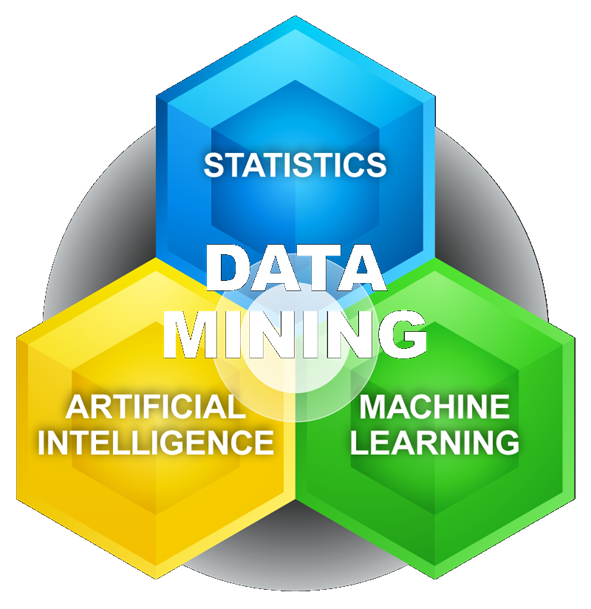 STATISTICS
DATA
MINING
ARTIFICIAL
INTELLIGENCE
MACHINE
LEARNING